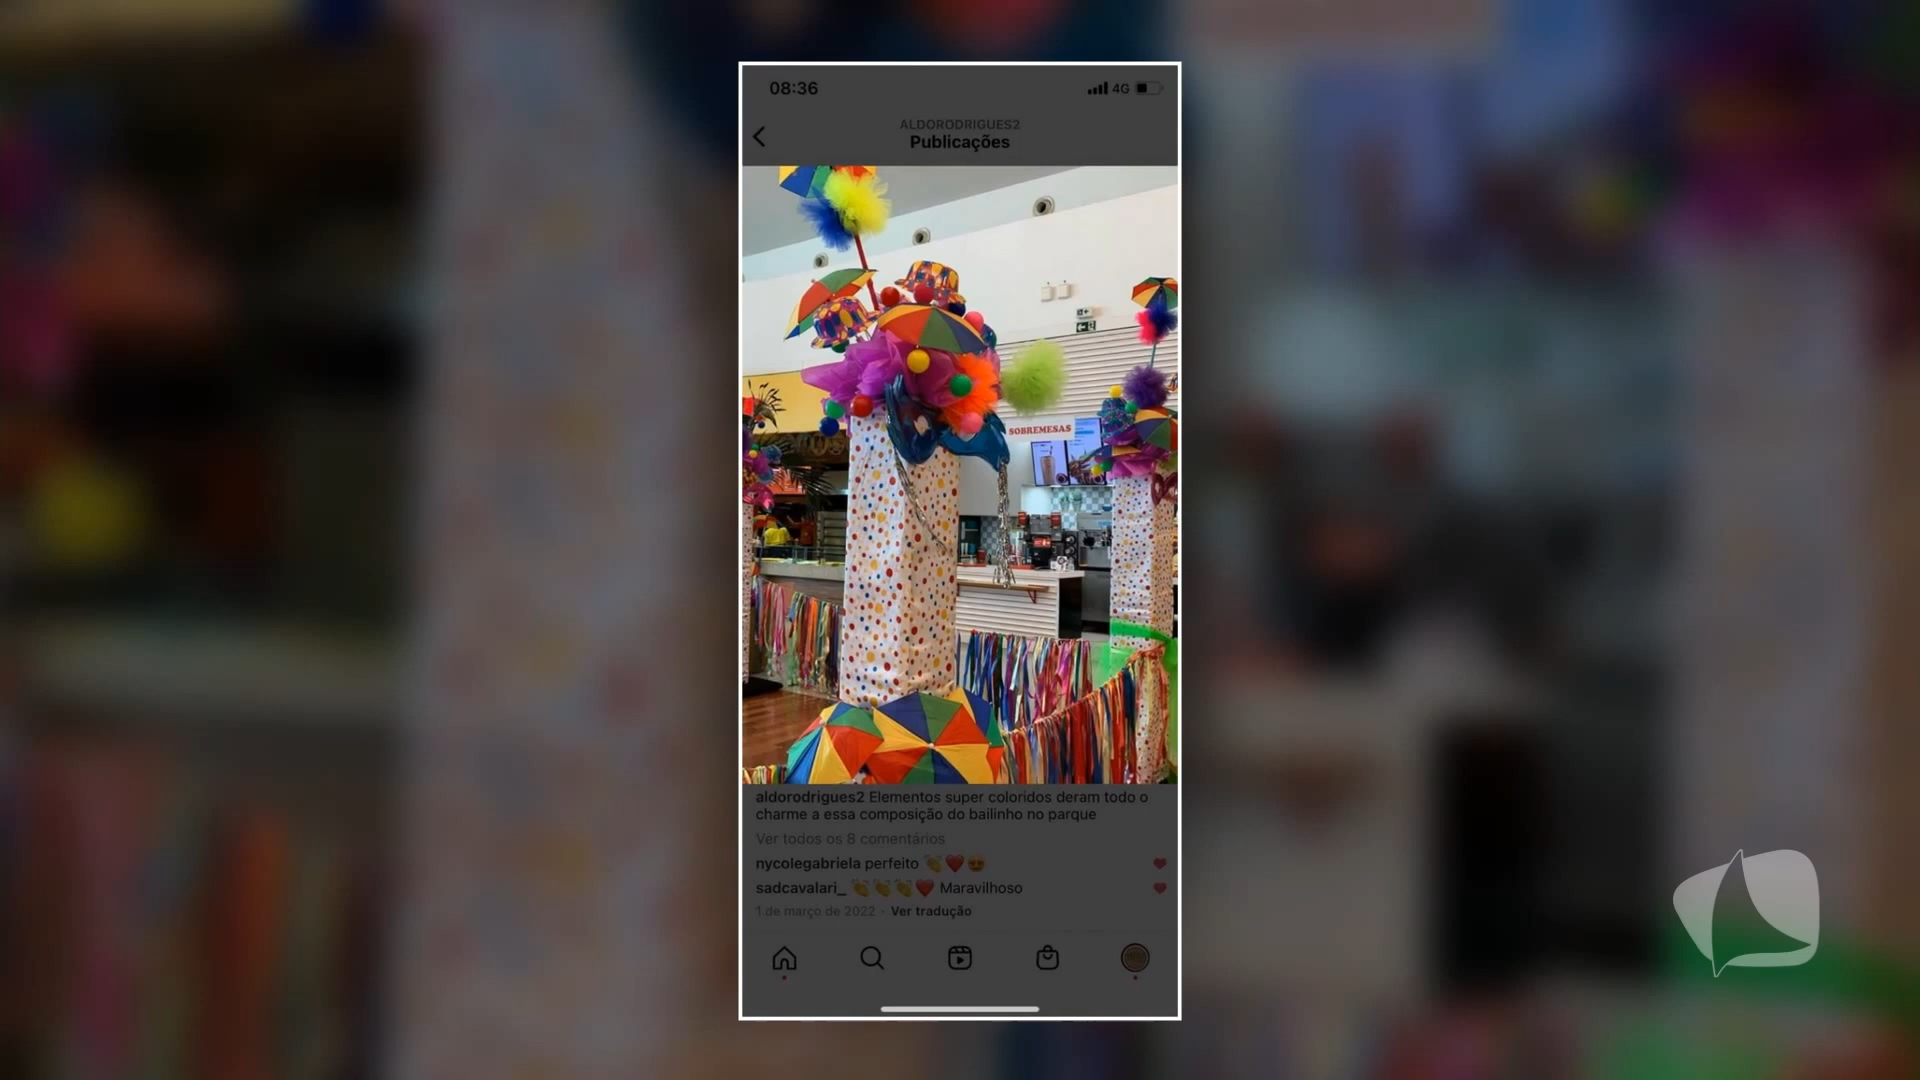 08:36
4G
ALDORODRIGUES2
Publicações
SOBREMESAS
aldorodrigues2 Elementos super coloridos deram todo o
charme a essa composição do bailinho no parque
Ver todos os 8 comentários
nycolegabriela perfeito 👏❤️😍
sadcavalari_ 👏👏👏❤️ Maravilhoso
1 de março de 2022 · Ver tradução